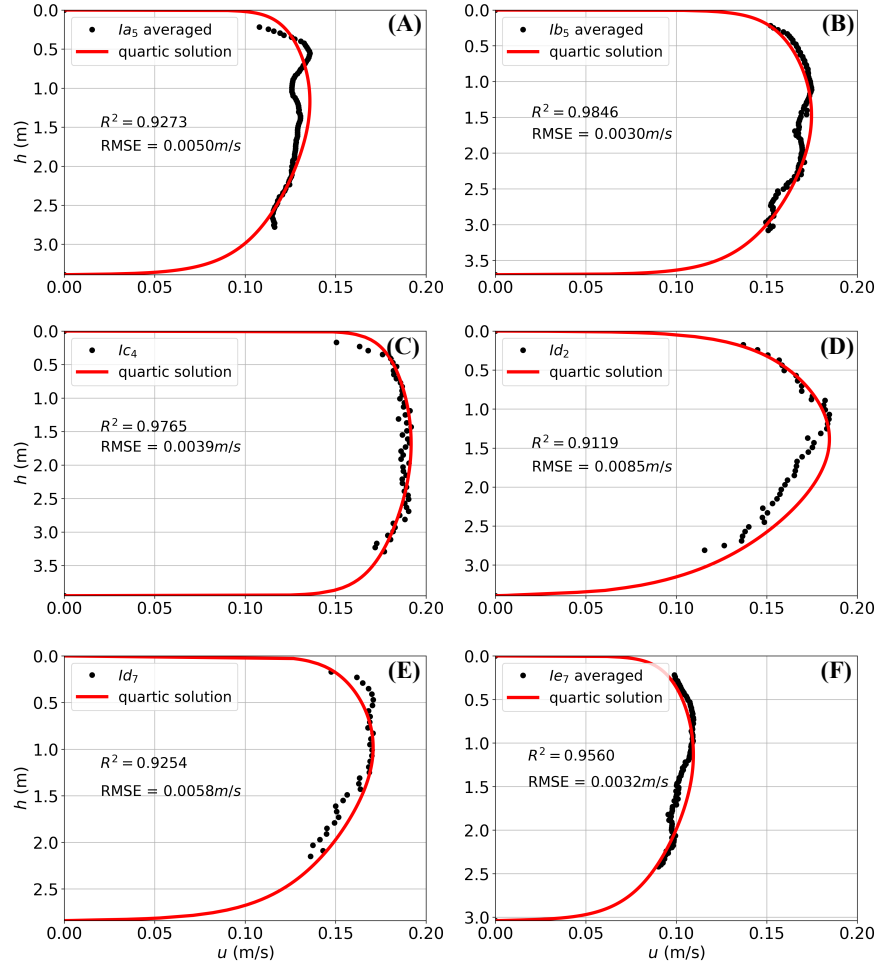 (A)
Ia₅ averaged
quartic solution
R² = 0.9273
RMSE = 0.0050m/s
h (m)
0.0
0.5
1.0
1.5
2.0
2.5
3.0
0.00 0.05 0.10 0.15 0.20
(B)
Ib₅ averaged
quartic solution
R² = 0.9846
RMSE = 0.0030m/s
0.0
0.5
1.0
1.5
2.0
2.5
3.0
3.5
0.00 0.05 0.10 0.15 0.20
(C)
Ic₄
quartic solution
R² = 0.9765
RMSE = 0.0039m/s
h (m)
0.0
0.5
1.0
1.5
2.0
2.5
3.0
3.5
0.00 0.05 0.10 0.15 0.20
(D)
Id₂
quartic solution
R² = 0.9119
RMSE = 0.0085m/s
0.0
0.5
1.0
1.5
2.0
2.5
3.0
0.00 0.05 0.10 0.15 0.20
(E)
Id₇
quartic solution
R² = 0.9254
RMSE = 0.0058m/s
h (m)
0.0
0.5
1.0
1.5
2.0
2.5
0.00 0.05 0.10 0.15 0.20
u (m/s)
(F)
Ie₇ averaged
quartic solution
R² = 0.9560
RMSE = 0.0032m/s
0.0
0.5
1.0
1.5
2.0
2.5
3.0
0.00 0.05 0.10 0.15 0.20
u (m/s)